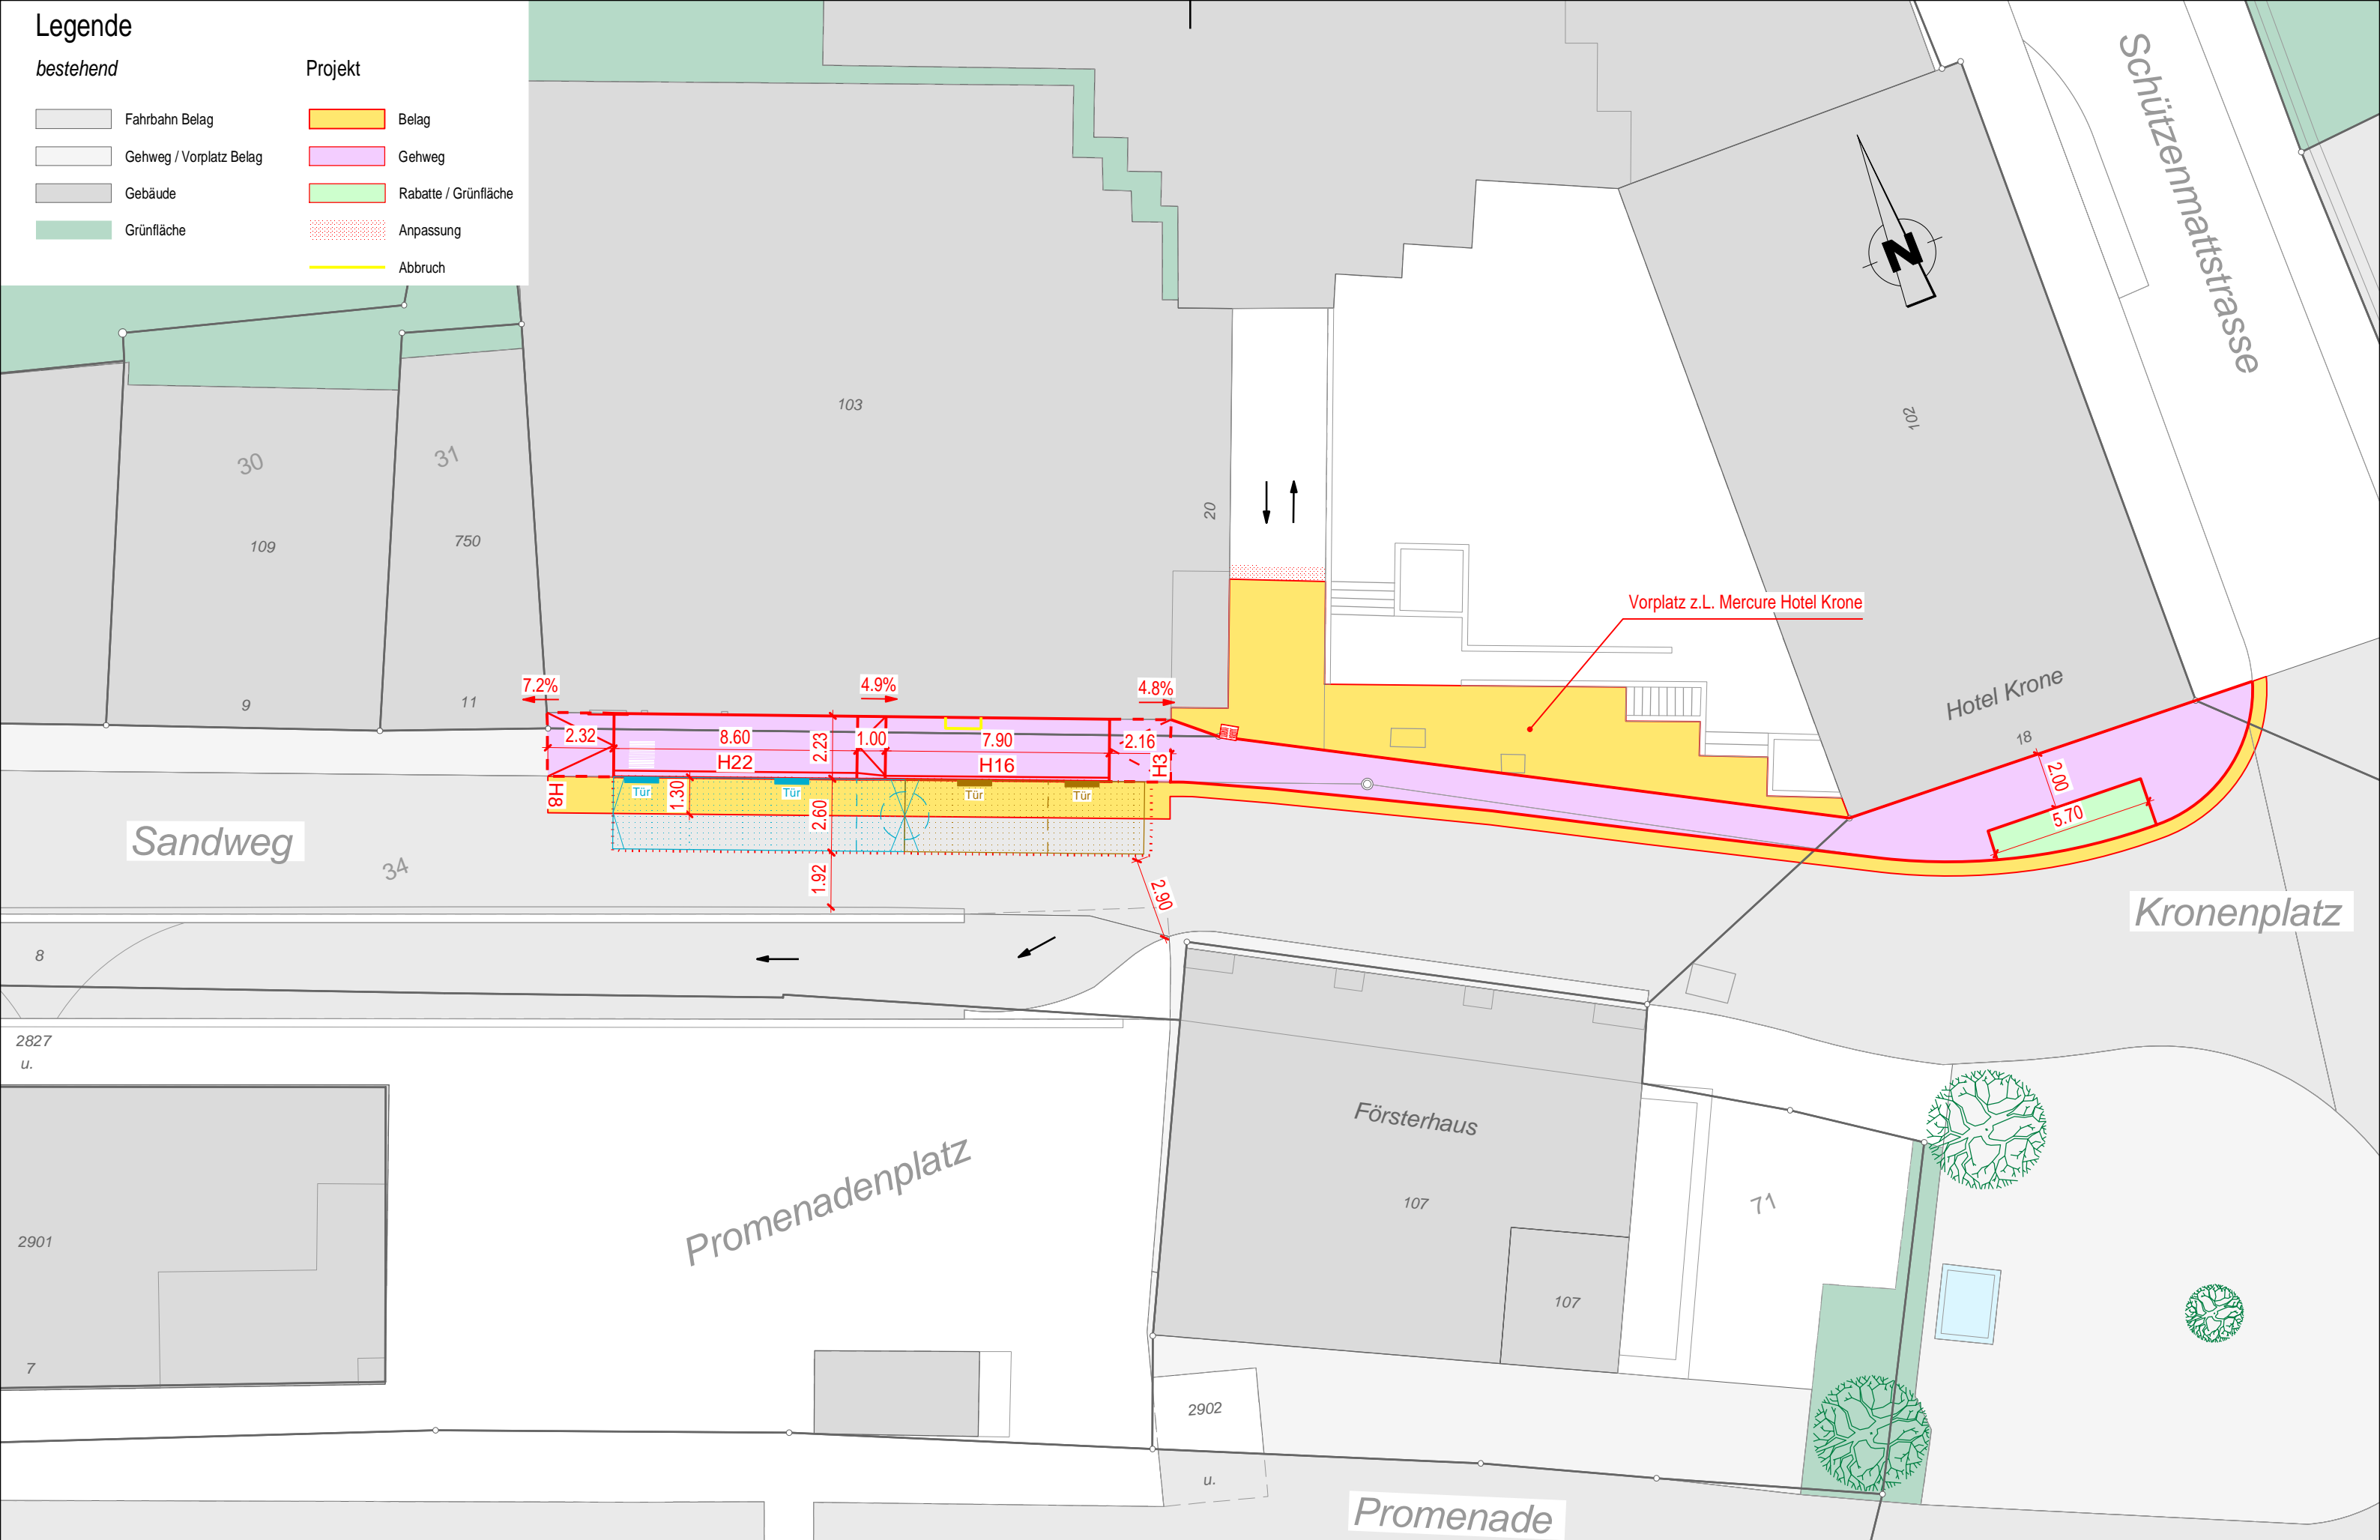 Legende
bestehend
Projekt
Fahrbahn Belag
Belag
Gehweg / Vorplatz Belag
Gehweg
Gebäude
Rabatte / Grünfläche
Grünfläche
Anpassung
Abbruch
Schützenmattstrasse
N
103
102
30
31
109
750
20
9
11
Vorplatz z.L. Mercure Hotel Krone
Hotel Krone
18
7.2%
4.9%
4.8%
2.32
8.60
2.23
1.00
7.90
2.16
H22
H16
H3
H8
Tür
Tür
Tür
Tür
1.30
2.60
1.92
2.90
2.00
5.70
Sandweg
34
Kronenplatz
8
2827
u.
Försterhaus
107
107
71
Promenadenplatz
2901
7
2902
u.
Promenade